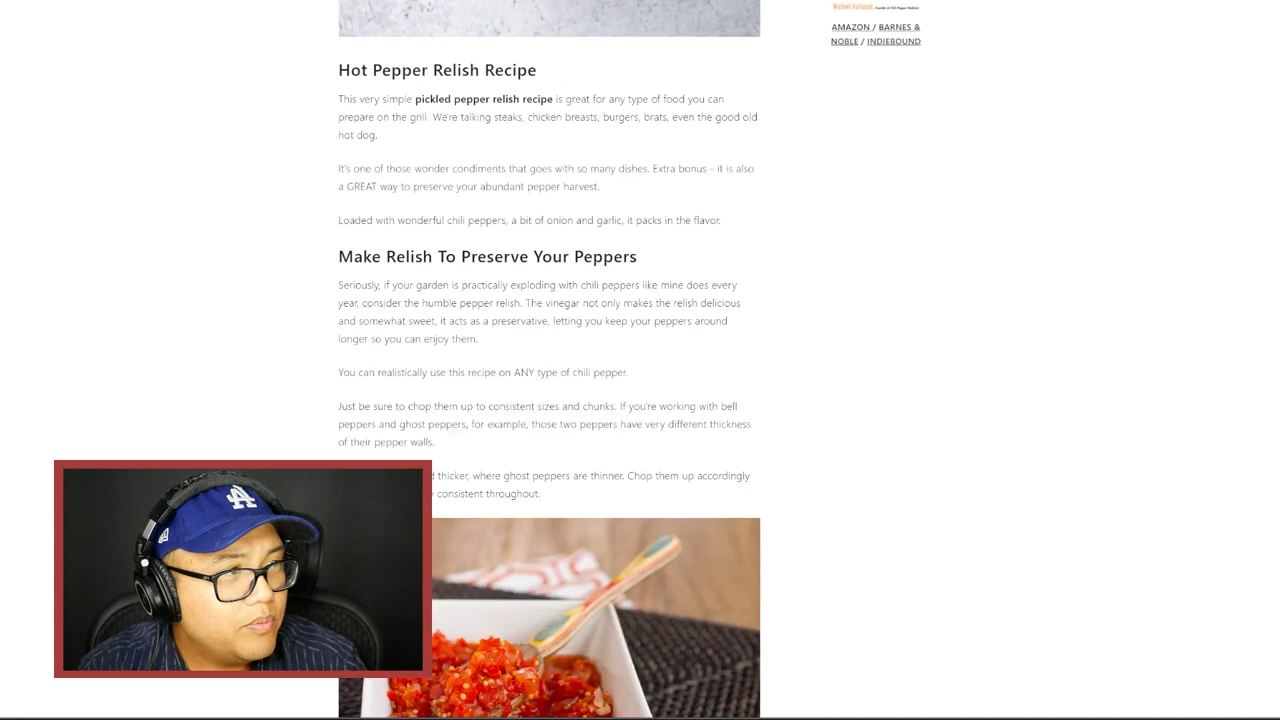 Michael Hultquist, Founder of Chili Pepper Madness
AMAZON / BARNES &
NOBLE / INDIEBOUND
Hot Pepper Relish Recipe
This very simple pickled pepper relish recipe is great for any type of food you can
prepare on the grill. We're talking steaks, chicken breasts, burgers, brats, even the good old
hot dog.
It's one of those wonder condiments that goes with so many dishes. Extra bonus - it is also
a GREAT way to preserve your abundant pepper harvest.
Loaded with wonderful chili peppers, a bit of onion and garlic, it packs in the flavor.
Make Relish To Preserve Your Peppers
Seriously, if your garden is practically exploding with chili peppers like mine does every
year, consider the humble pepper relish. The vinegar not only makes the relish delicious
and somewhat sweet, it acts as a preservative, letting you keep your peppers around
longer so you can enjoy them.
You can realistically use this recipe on ANY type of chili pepper.
Just be sure to chop them up to consistent sizes and chunks. If you're working with bell
peppers and ghost peppers, for example, those two peppers have very different thickness
of their pepper walls.
thicker, where ghost peppers are thinner. Chop them up accordingly
consistent throughout.
LA